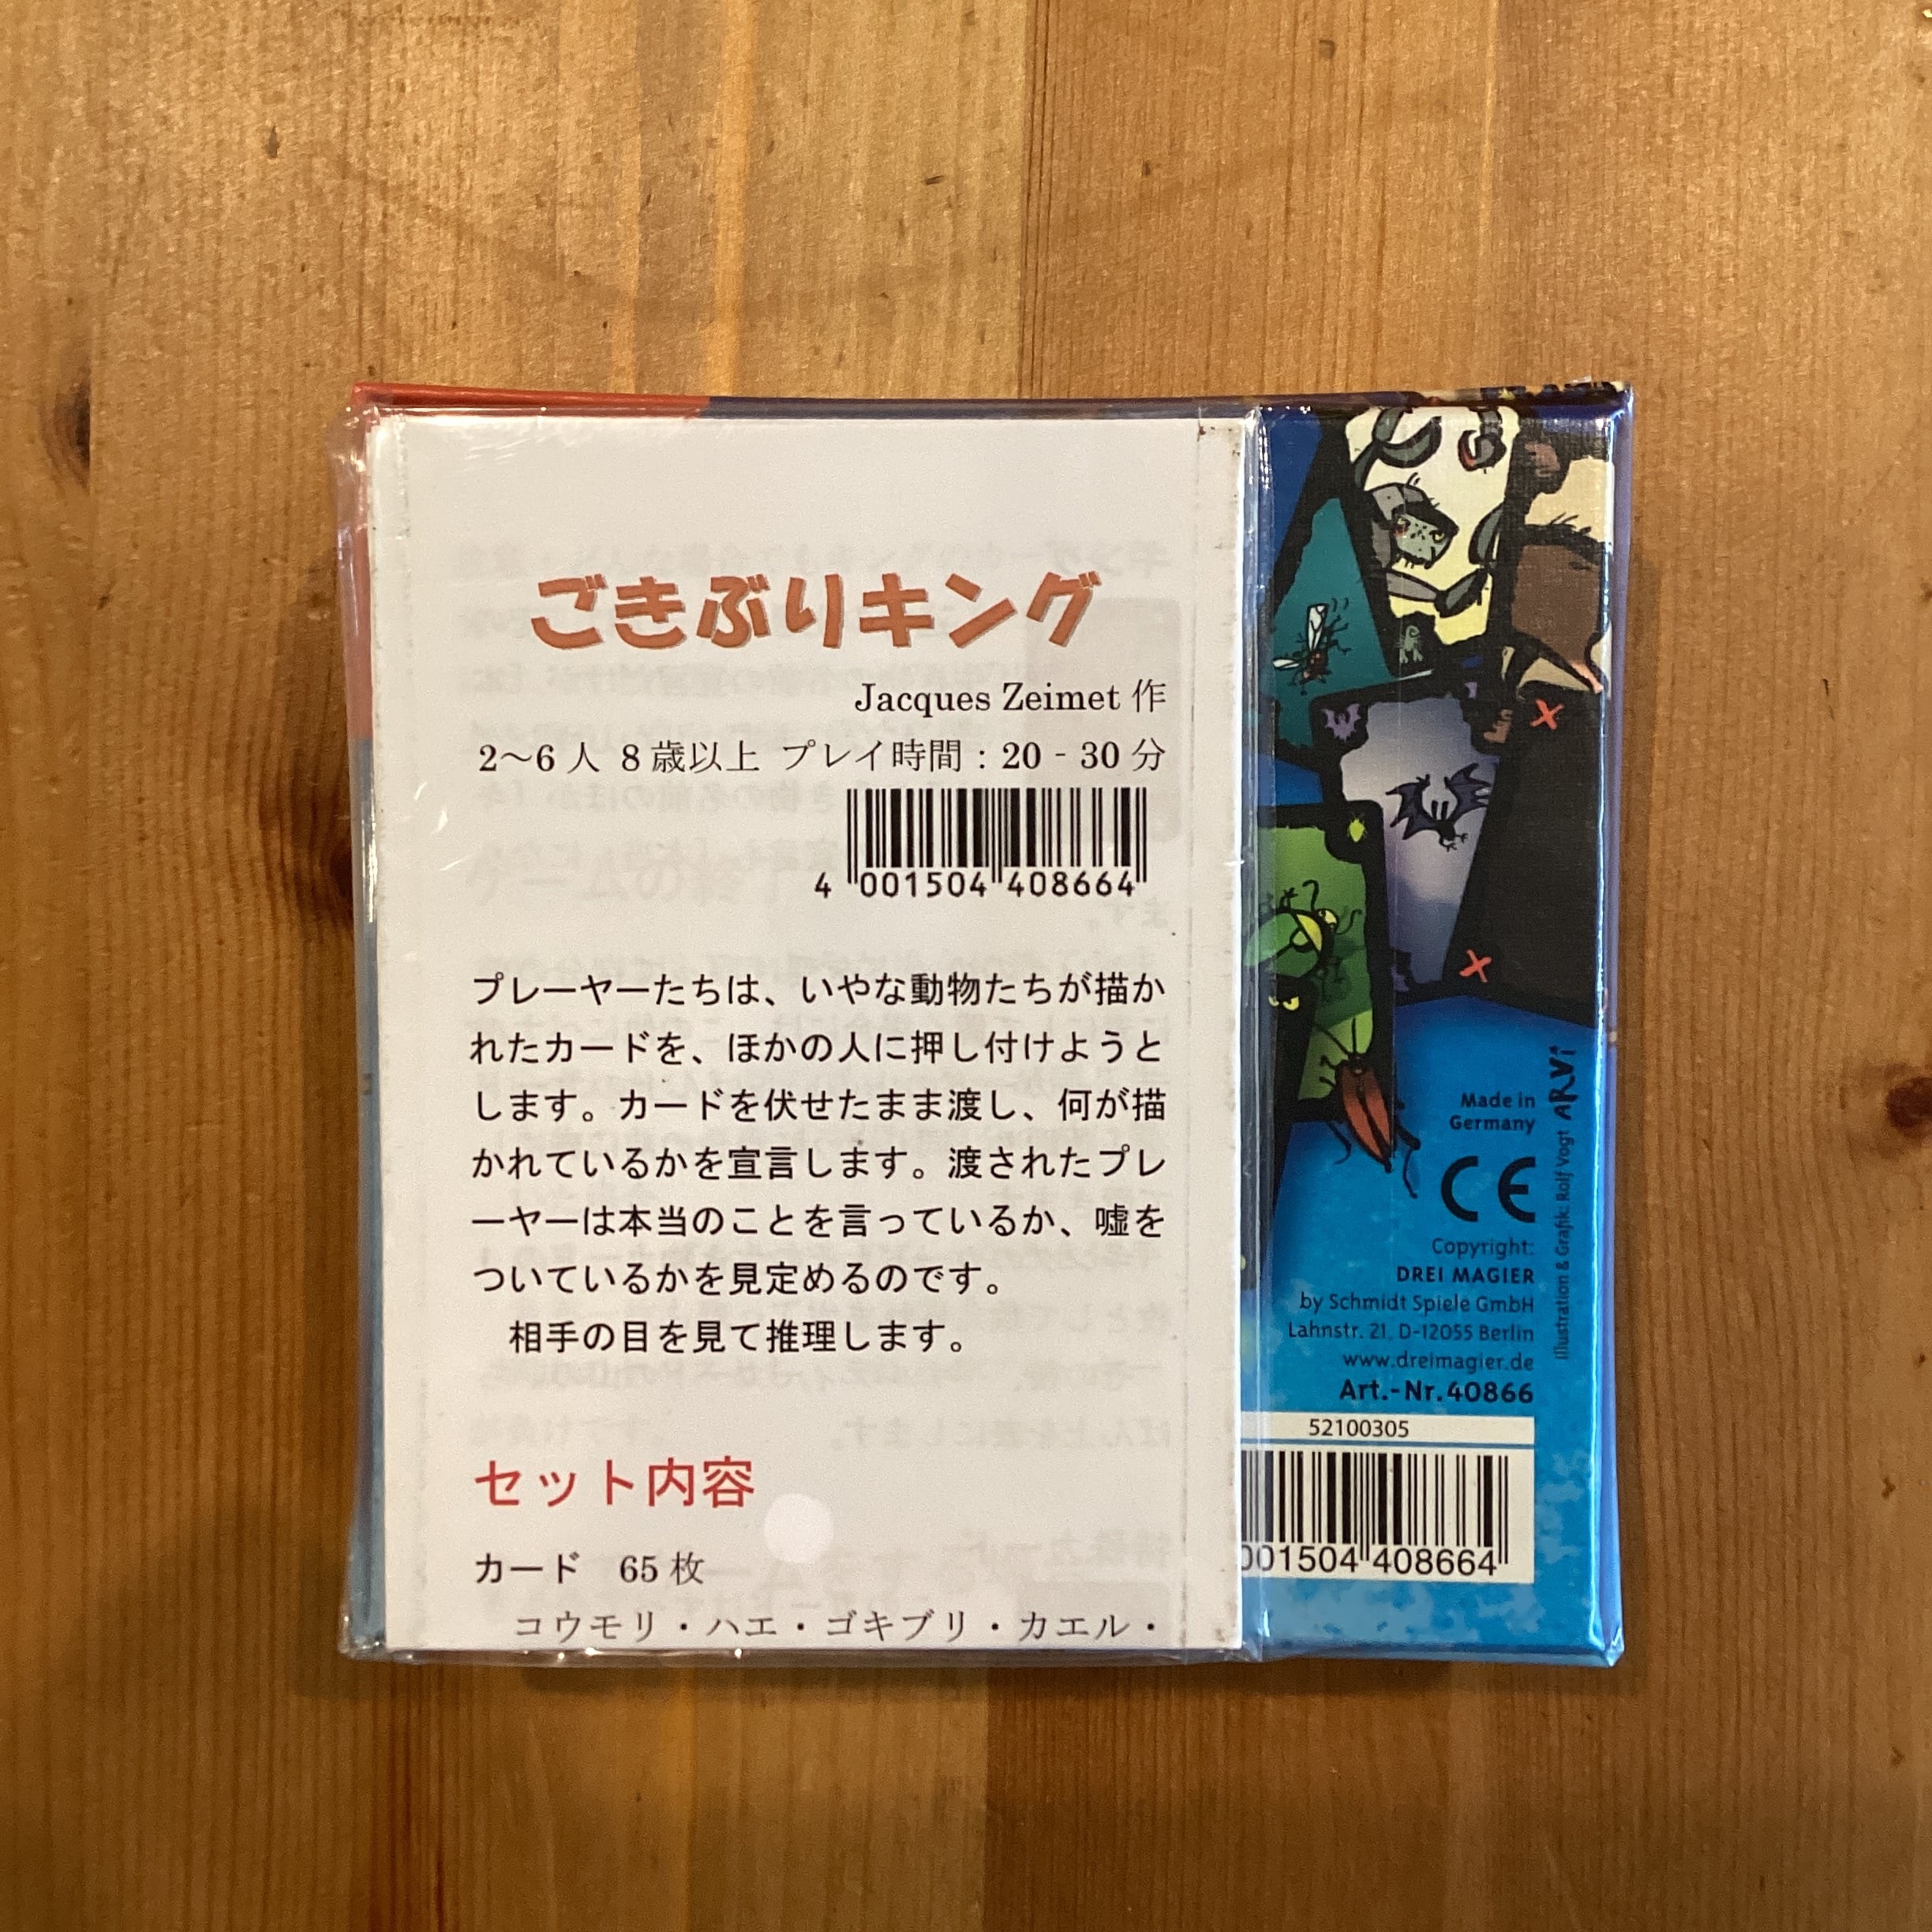 ごきぶりキング
Jacques Zeimet 作
2〜6 人 8 歳以上 プレイ時間：20 - 30 分
4 001504 408664
プレーヤーたちは、いやな動物たちが描か
れたカードを、ほかの人に押し付けようと
します。カードを伏せたまま渡し、何が描
かれているかを宣言します。渡されたプレ
ーヤーは本当のことを言っているか、嘘を
ついているかを見定めるのです。
相手の目を見て推理します。
セット内容
カード 65 枚
コウモリ・ハエ・ゴキブリ・カエル・
Made in
Germany
CE
Copyright:
DREI MAGIER
by Schmidt Spiele GmbH
Lahnstr. 21, D-12055 Berlin
www.dreimagier.de
Art.-Nr. 40866
52100305
001504 408664
Illustration & Grafik: Rolf Vogt ARVi